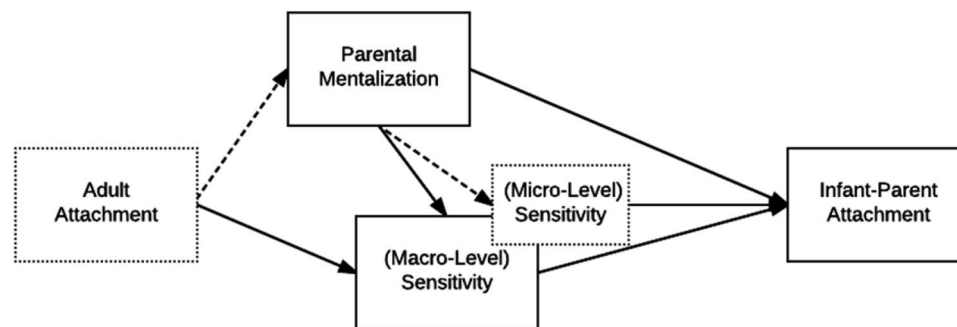 Parental
Mentalization
Adult
Attachment
(Micro-Level)
Sensitivity
Infant-Parent
Attachment
(Macro-Level)
Sensitivity